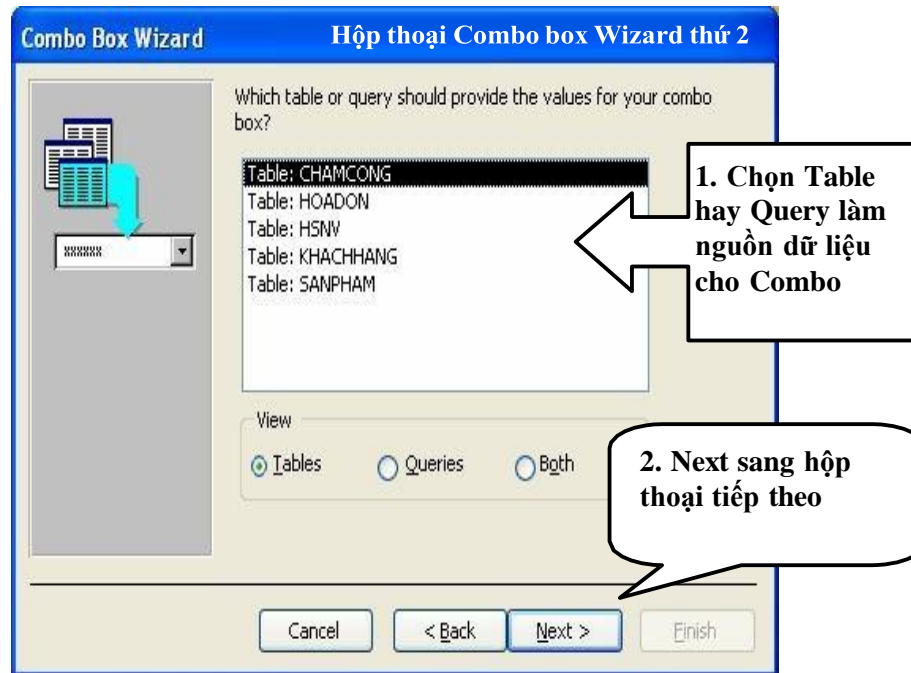 Combo Box Wizard
Hộp thoại Combo box Wizard thứ 2
Which table or query should provide the values for your combo
box?
Table: CHAMCONG
Table: HOADON
Table: HSNV
Table: KHACHHANG
Table: SANPHAM
1. Chọn Table
hay Query làm
nguồn dữ liệu
cho Combo
View
Tables
Queries
Both
2. Next sang hộp
thoại tiếp theo
Cancel
< Back
Next >
Finish